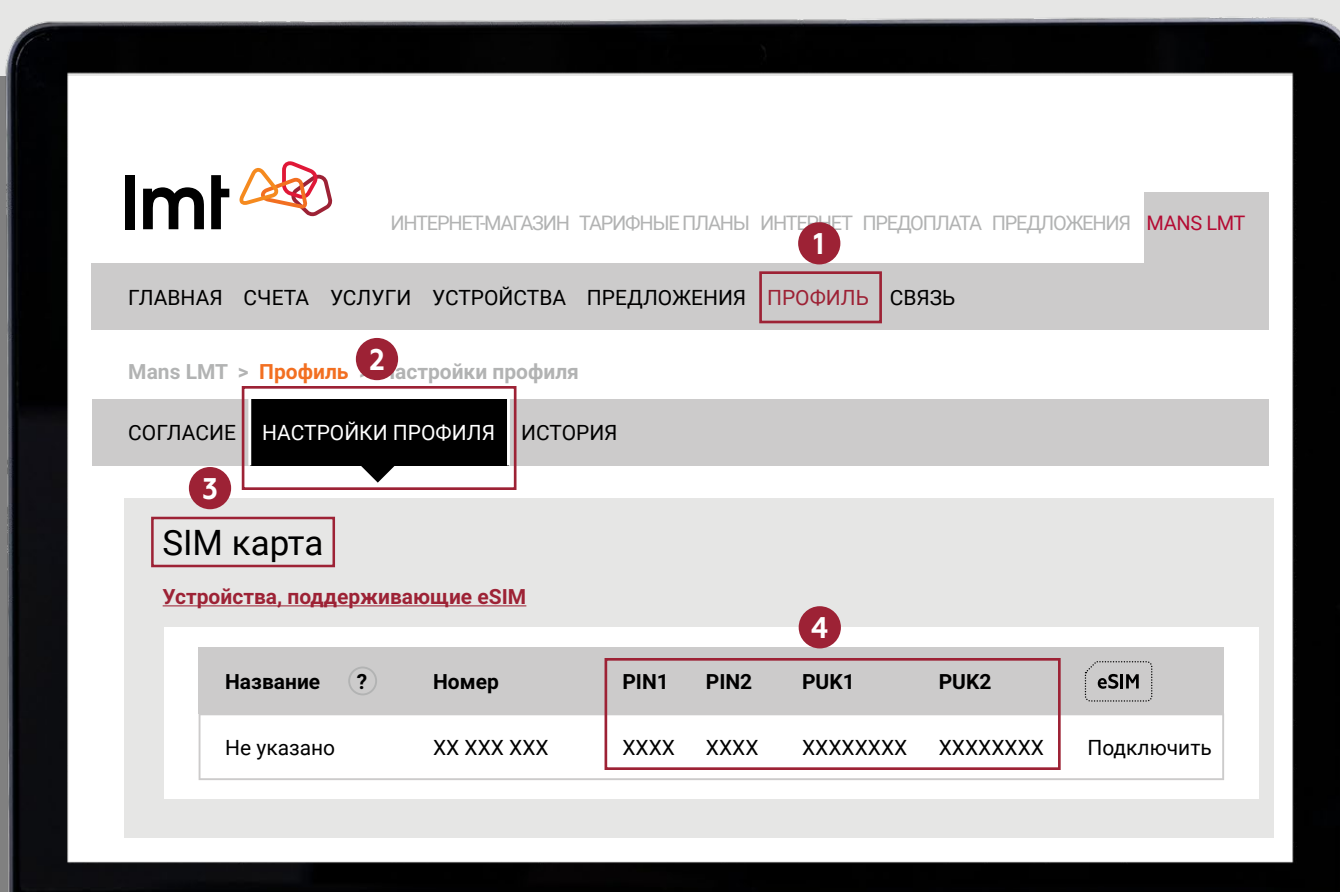 lmt
ИНТЕРНЕТ-МАГАЗИН ТАРИФНЫЕ ПЛАНЫ ИНТЕРНЕТ ПРЕДОПЛАТА ПРЕДЛОЖЕНИЯ MANS LMT
1
ГЛАВНАЯ СЧЕТА УСЛУГИ УСТРОЙСТВА ПРЕДЛОЖЕНИЯ ПРОФИЛЬ СВЯЗЬ
2
Mans LMT > Профиль > Настройки профиля
СОГЛАСИЕ НАСТРОЙКИ ПРОФИЛЯ ИСТОРИЯ
3
SIM карта
Устройства, поддерживающие eSIM
4
Название ? Номер PIN1 PIN2 PUK1 PUK2 eSIM
Не указано XX XXX XXX XXXX XXXX XXXXXXXX XXXXXXXX Подключить